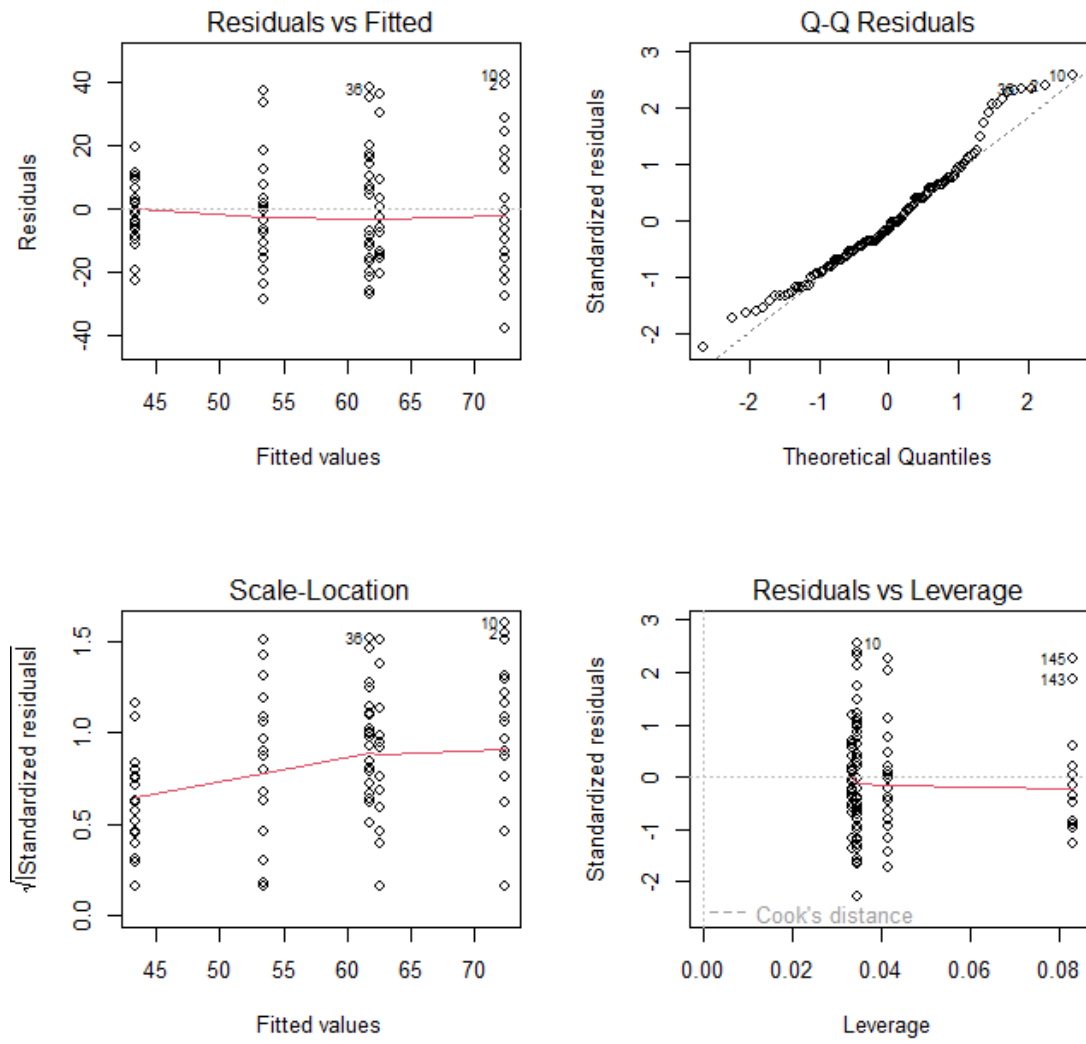 Residuals vs Fitted
Residuals
40
20
0
-20
-40
10
2
36
45 50 55 60 65 70
Fitted values
Q-Q Residuals
Standardized residuals
3
2
1
0
-1
-2
36 2 10
-2 -1 0 1 2
Theoretical Quantiles
Scale-Location
√|Standardized residuals|
1.5
1.0
0.5
0.0
10
2
36
45 50 55 60 65 70
Fitted values
Residuals vs Leverage
Standardized residuals
3
2
1
0
-1
-2
10
145
143
Cook's distance
0.00 0.02 0.04 0.06 0.08
Leverage